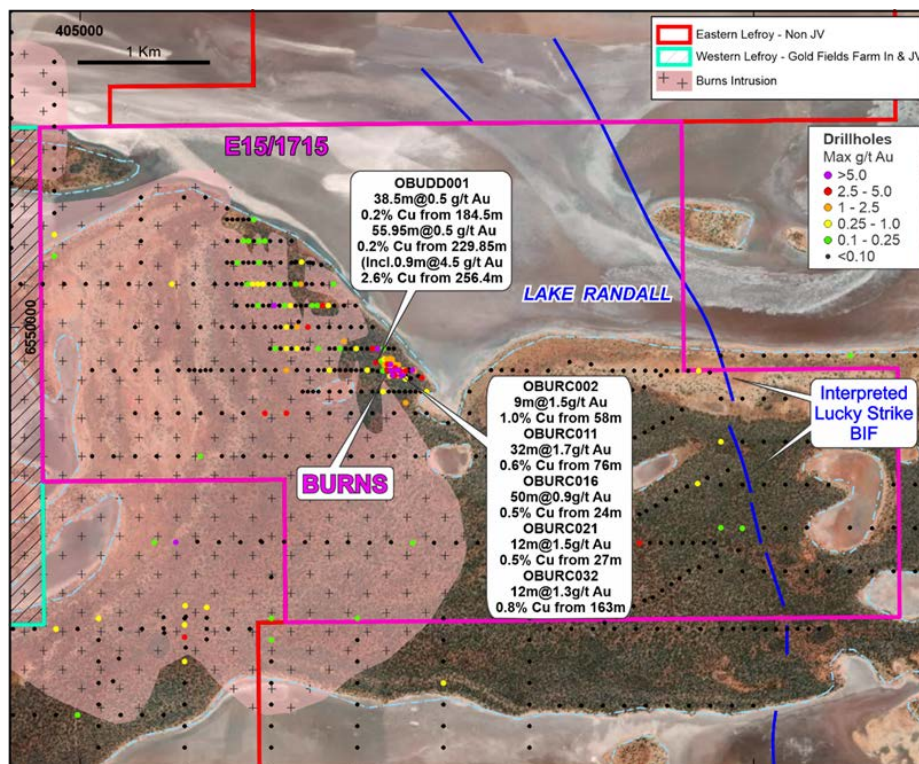 405000
1 Km
Eastern Lefroy - Non JV
Western Lefroy - Gold Fields Farm In & JV
Burns Intrusion
E15/1715
Drillholes
Max g/t Au
>5.0
2.5 - 5.0
1 - 2.5
0.25 - 1.0
0.1 - 0.25
<0.10
OBUDD001
38.5m@0.5 g/t Au
0.2% Cu from 184.5m
55.95m@0.5 g/t Au
0.2% Cu from 229.85m
(Incl.0.9m@4.5 g/t Au
2.6% Cu from 256.4m
6550000
LAKE RANDALL
OBURC002
9m@1.5g/t Au
1.0% Cu from 58m
OBURC011
32m@1.7g/t Au
0.6% Cu from 76m
OBURC016
50m@0.9g/t Au
0.5% Cu from 24m
OBURC021
12m@1.5g/t Au
0.5% Cu from 27m
OBURC032
12m@1.3g/t Au
0.8% Cu from 163m
Interpreted
Lucky Strike
BIF
BURNS